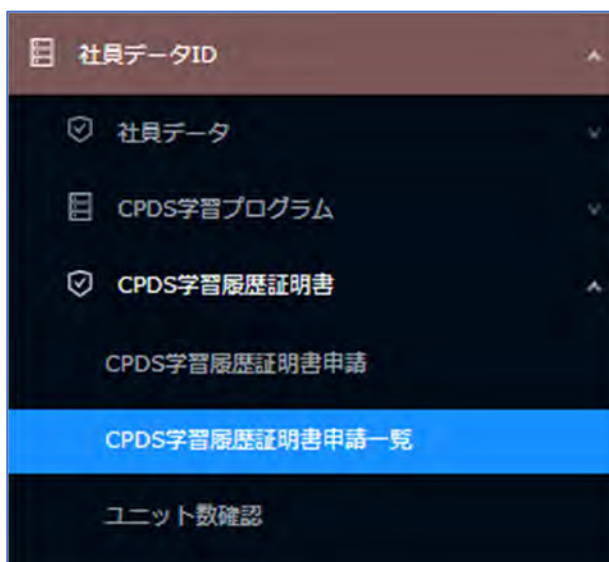 社員データID
社員データ
CPDS学習プログラム
CPDS学習履歴証明書
CPDS学習履歴証明書申請
CPDS学習履歴証明書申請一覧
ユニット数確認